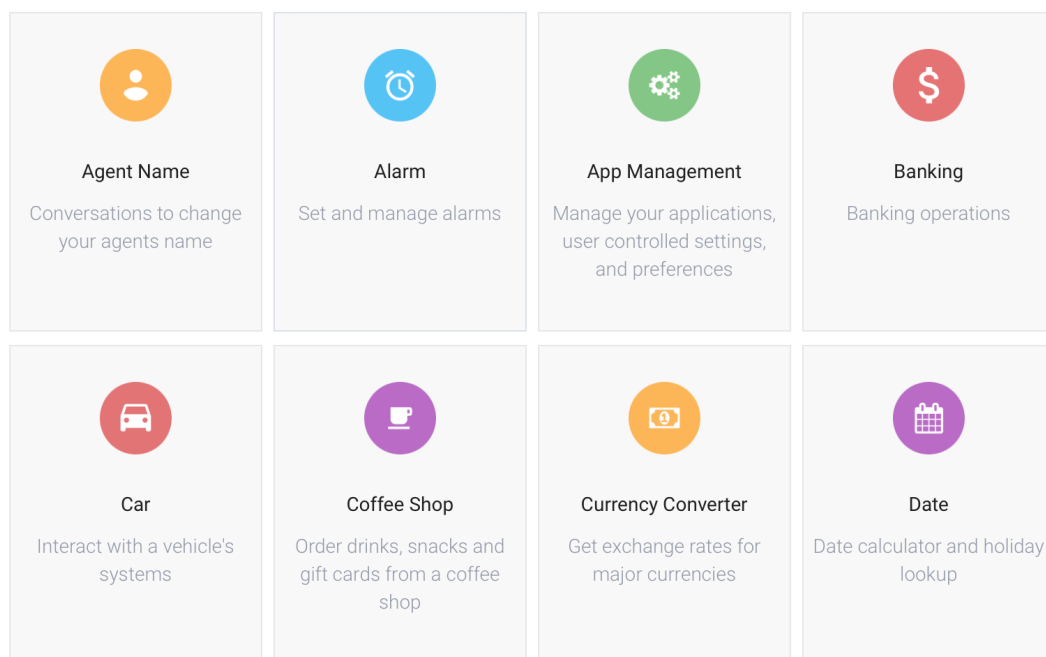 Agent Name
Conversations to change
your agents name
Alarm
Set and manage alarms
App Management
Manage your applications,
user controlled settings,
and preferences
Banking
Banking operations
Car
Interact with a vehicle's
systems
Coffee Shop
Order drinks, snacks and
gift cards from a coffee
shop
Currency Converter
Get exchange rates for
major currencies
Date
Date calculator and holiday
lookup